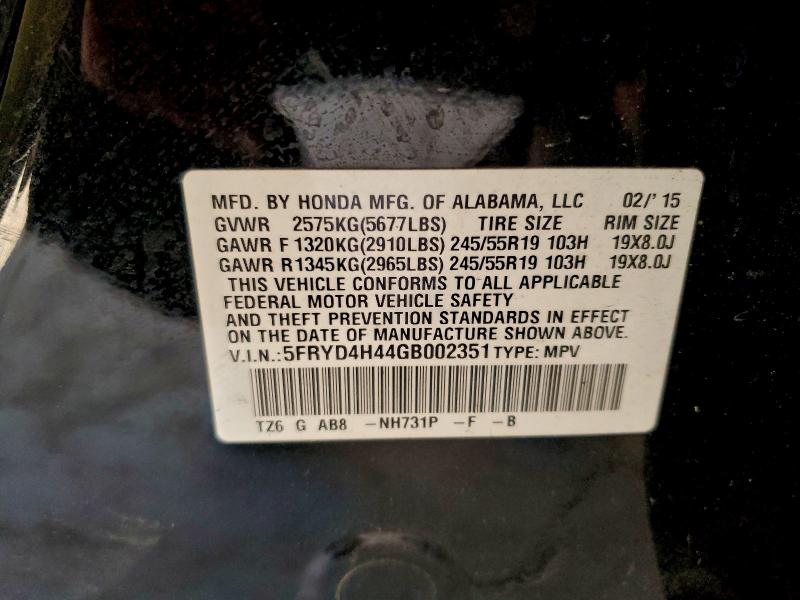 MFD. BY HONDA MFG. OF ALABAMA, LLC 02/' 15
GVWR 2575KG(5677LBS) TIRE SIZE RIM SIZE
GAWR F 1320KG(2910LBS) 245/55R19 103H 19X8.0J
GAWR R1345KG(2965LBS) 245/55R19 103H 19X8.0J
THIS VEHICLE CONFORMS TO ALL APPLICABLE
FEDERAL MOTOR VEHICLE SAFETY
AND THEFT PREVENTION STANDARDS IN EFFECT
ON THE DATE OF MANUFACTURE SHOWN ABOVE.
V.I.N.:5FRYD4H44GB002351 TYPE: MPV
TZ6 G AB8 -NH731P -F -B